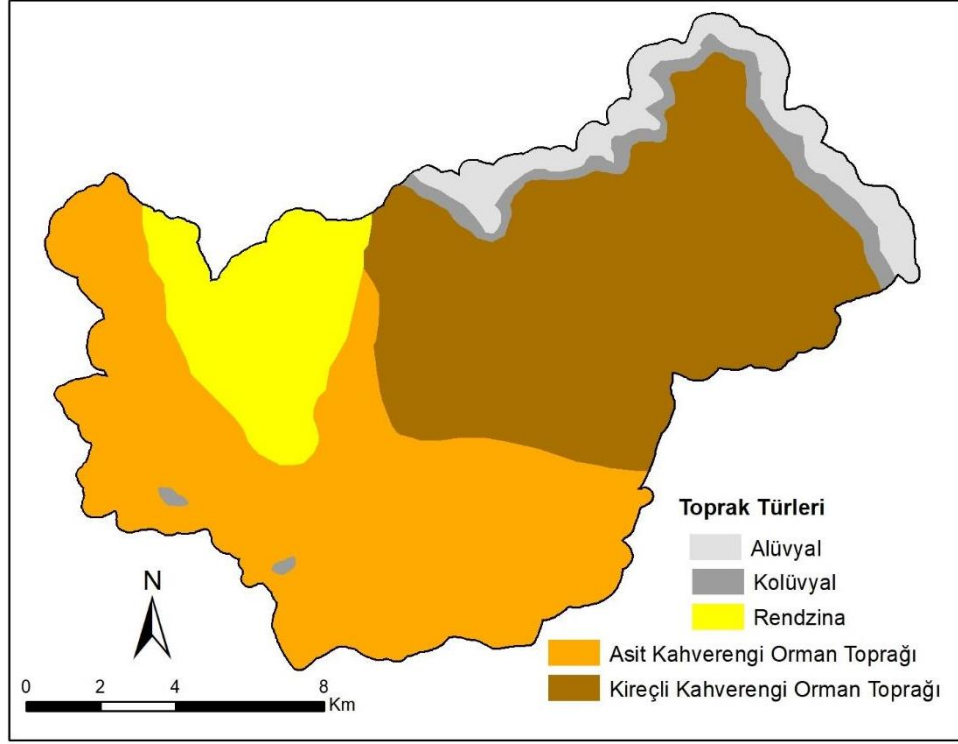 Toprak Türleri
Alüvyal
Kolüvyal
Rendzina
Asit Kahverengi Orman Toprağı
Kireçli Kahverengi Orman Toprağı
N
0 2 4 8
Km